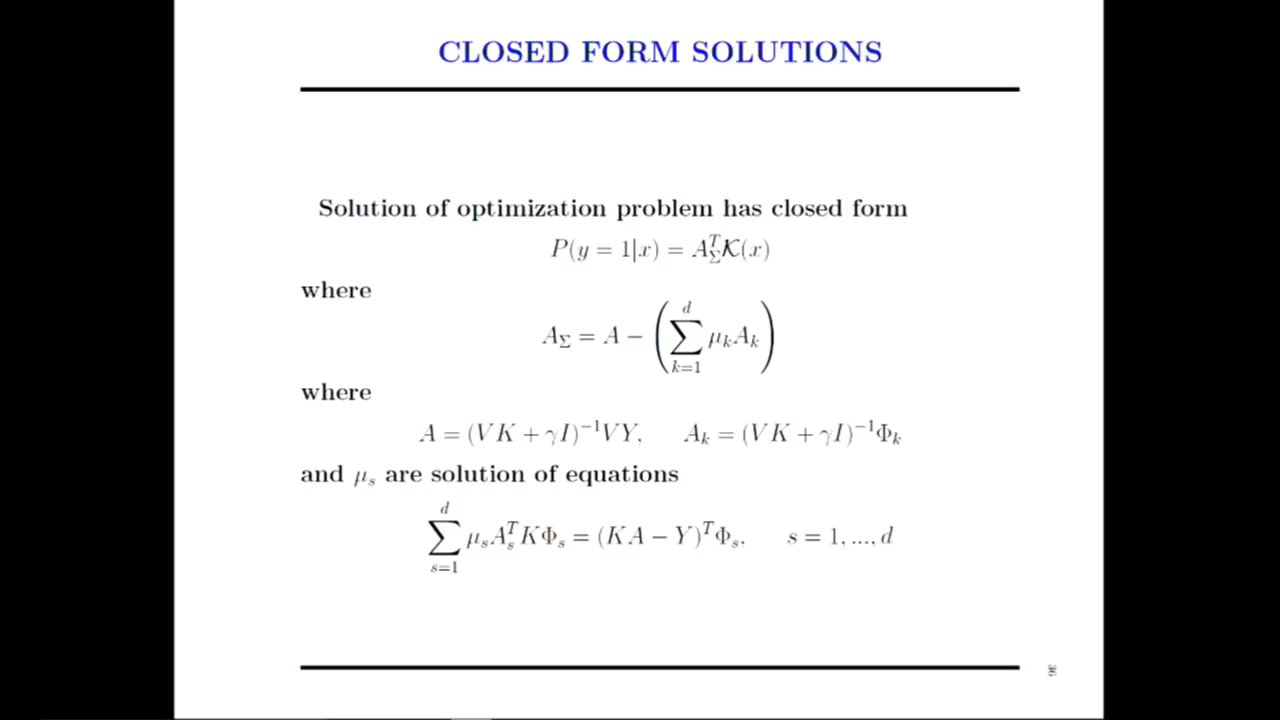 CLOSED FORM SOLUTIONS
Solution of optimization problem has closed form
P(y = 1|x) = A_Σ^T 𝒦(x)
where
A_Σ = A − (∑_{k=1}^{d} μ_k A_k)
where
A = (VK + γI)^{−1}VY,   A_k = (VK + γI)^{−1}Φ_k
and μ_s are solution of equations
∑_{s=1}^{d} μ_s A_s^T KΦ_s = (KA − Y)^T Φ_s,   s = 1, ..., d
36